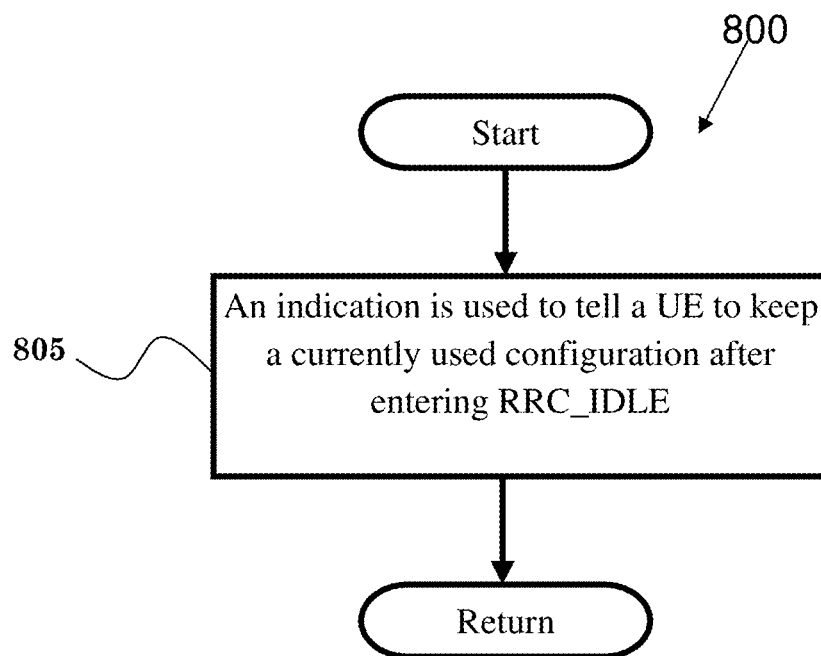 800
Start
An indication is used to tell a UE to keep
805
a currently used configuration after
entering RRC_IDLE
Return